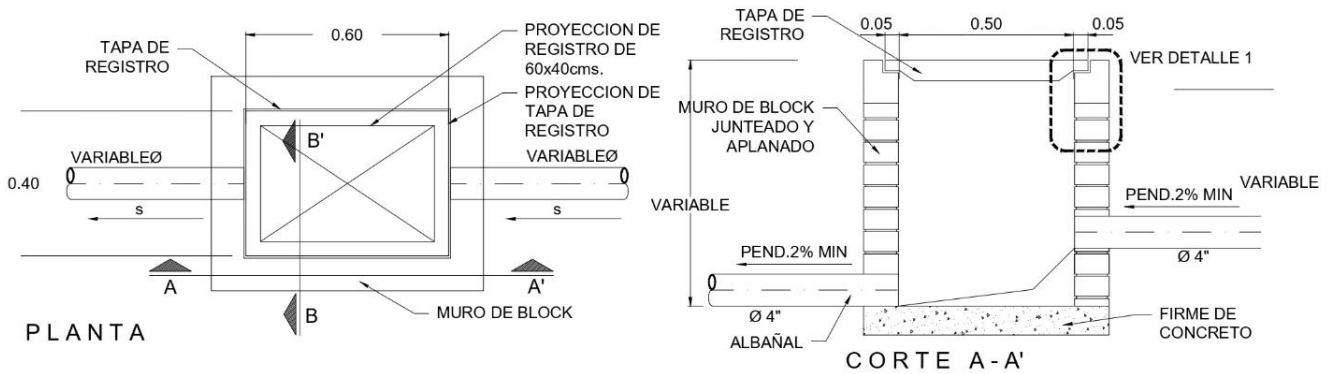 0.60
TAPA DE
REGISTRO
PROYECCION DE
REGISTRO DE
60x40cms.
PROYECCION DE
TAPA DE
REGISTRO
B'
VARIABLEØ
VARIABLEØ
0.40
s
s
A
A'
B
MURO DE BLOCK
PLANTA
TAPA DE
REGISTRO
0.05
0.50
0.05
VER DETALLE 1
MURO DE BLOCK
JUNTEADO Y
APLANADO
VARIABLE
PEND.2% MIN
VARIABLE
PEND.2% MIN
Ø 4"
Ø 4"
ALBAÑAL
FIRME DE
CONCRETO
CORTE A-A'